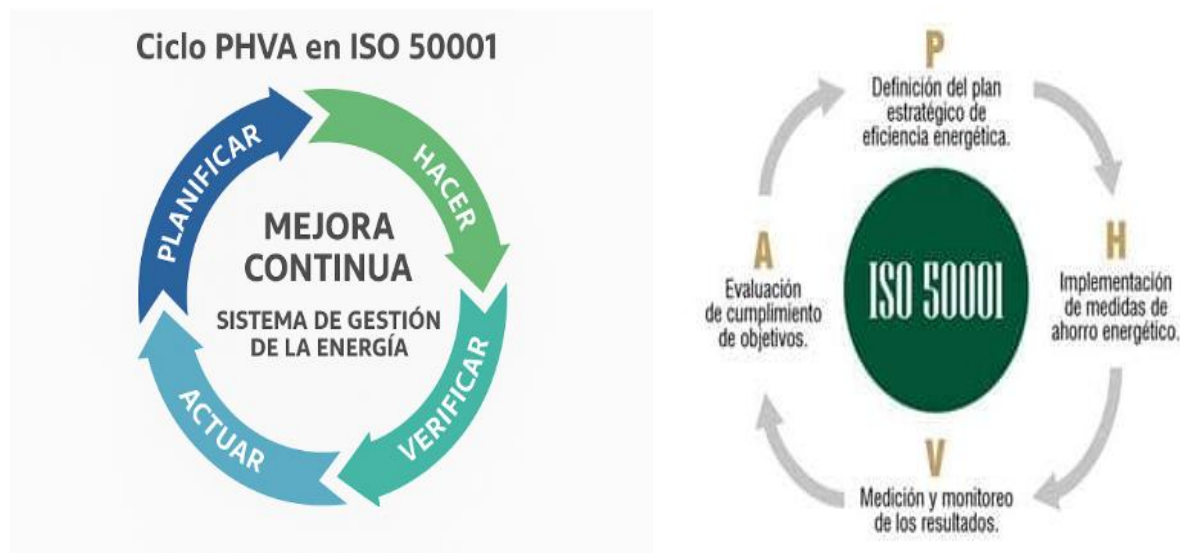 Ciclo PHVA en ISO 50001
PLANIFICAR
HACER
VERIFICAR
ACTUAR
MEJORA
CONTINUA
SISTEMA DE GESTIÓN
DE LA ENERGÍA
P
Definición del plan
estratégico de
eficiencia energética.
H
Implementación
de medidas de
ahorro energético.
V
Medición y monitoreo
de los resultados.
A
Evaluación
de cumplimiento
de objetivos.
ISO 50001